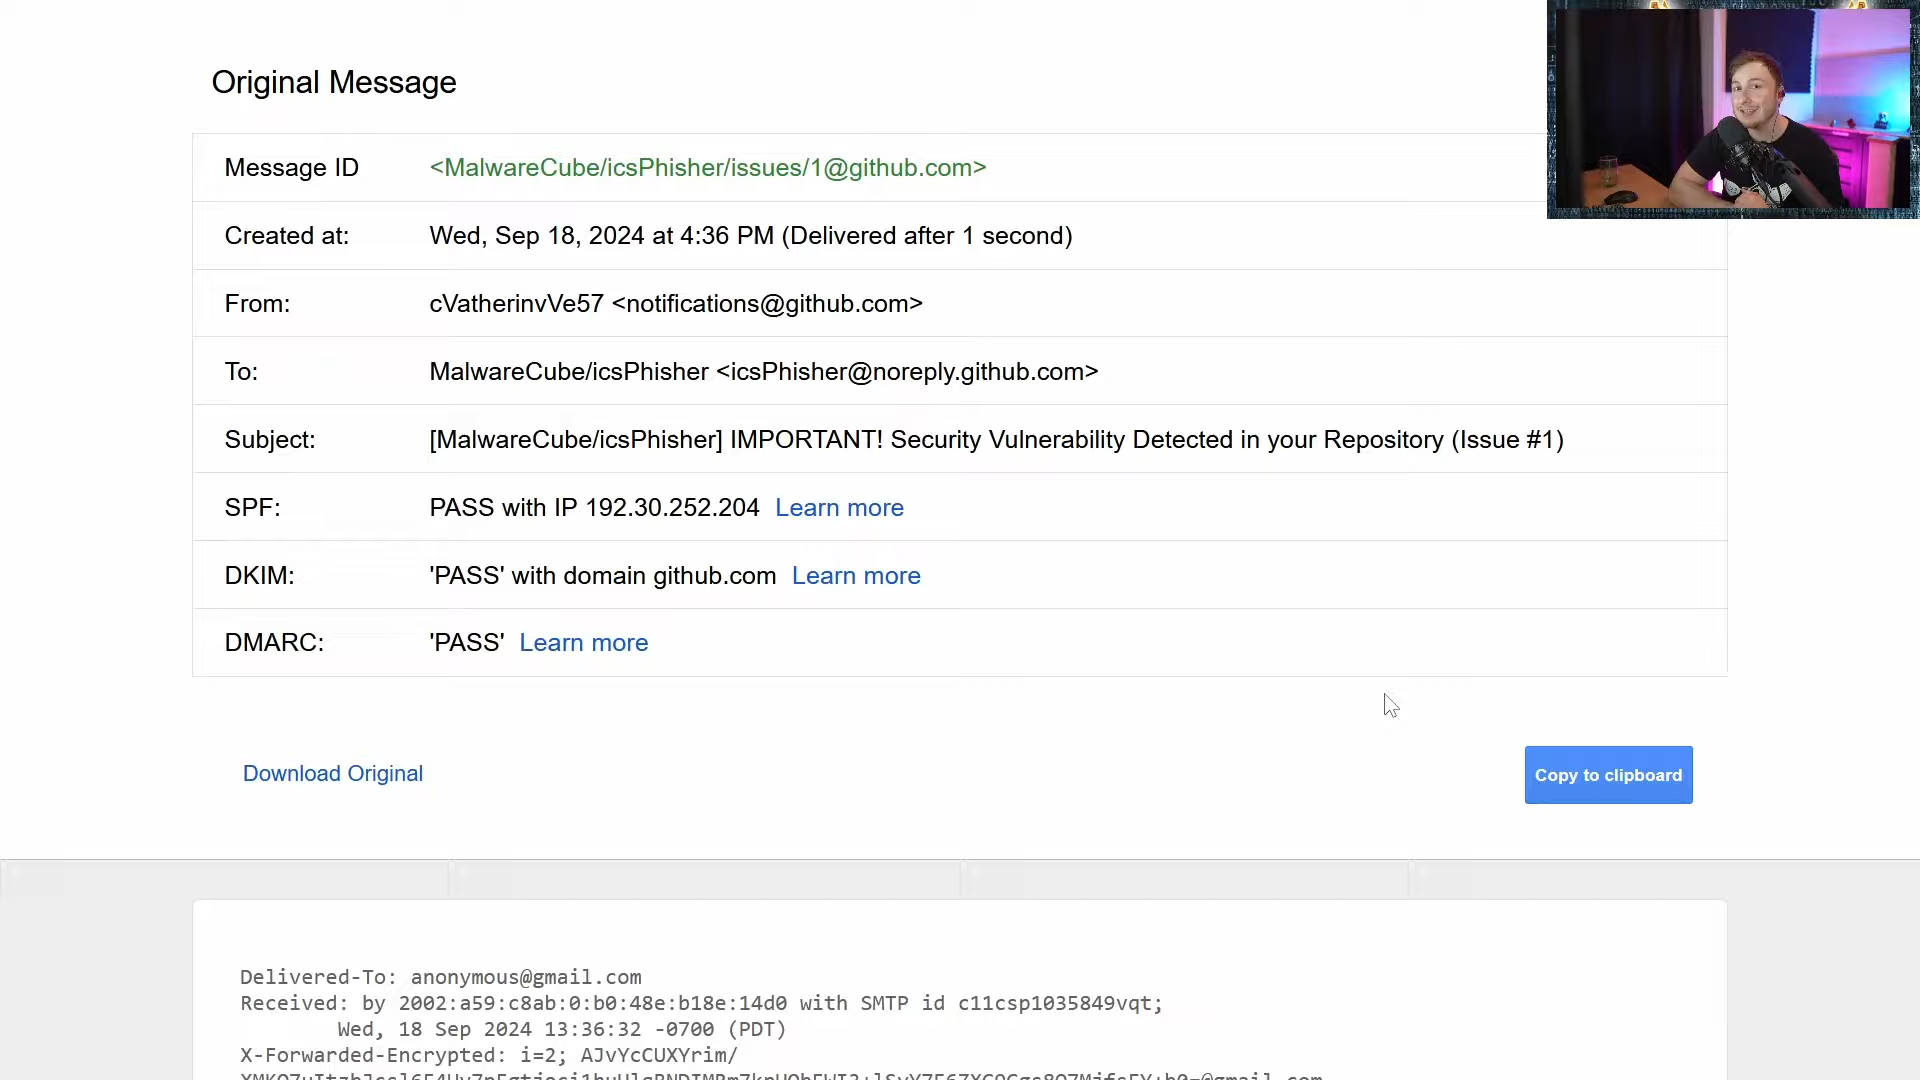 Original Message
Message ID <MalwareCube/icsPhisher/issues/1@github.com>
Created at: Wed, Sep 18, 2024 at 4:36 PM (Delivered after 1 second)
From: cVatherinvVe57 <notifications@github.com>
To: MalwareCube/icsPhisher <icsPhisher@noreply.github.com>
Subject: [MalwareCube/icsPhisher] IMPORTANT! Security Vulnerability Detected in your Repository (Issue #1)
SPF: PASS with IP 192.30.252.204 Learn more
DKIM: 'PASS' with domain github.com Learn more
DMARC: 'PASS' Learn more
Download Original
Copy to clipboard
Delivered-To: anonymous@gmail.com
Received: by 2002:a59:c8ab:0:b0:48e:b18e:14d0 with SMTP id c11csp1035849vqt;
Wed, 18 Sep 2024 13:36:32 -0700 (PDT)
X-Forwarded-Encrypted: i=2; AJvYcCUXYrim/